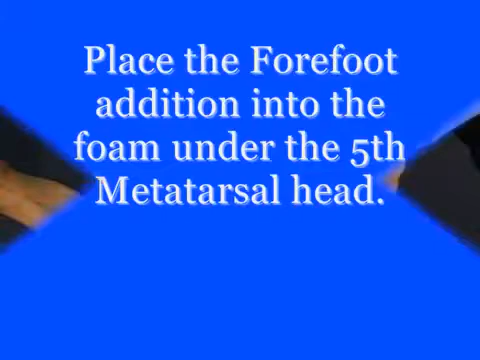 Place the Forefoot
addition into the
foam under the 5th
Metatarsal head.